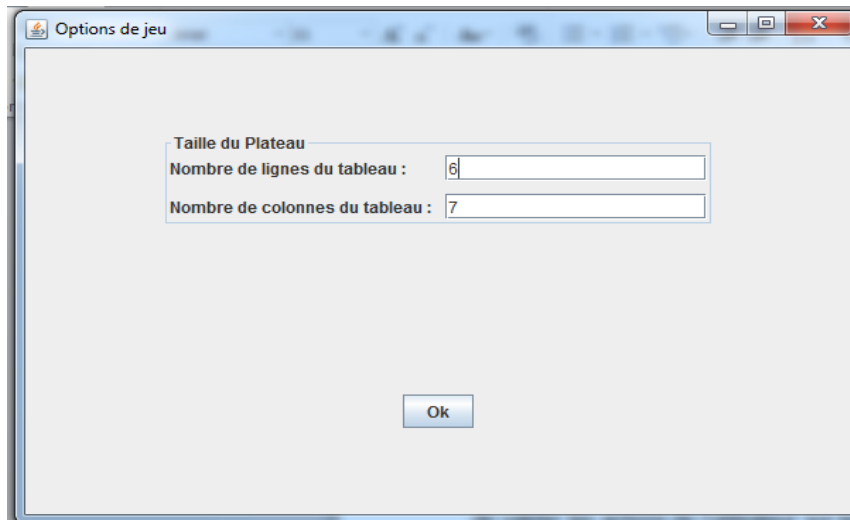 Options de jeu
Taille du Plateau
Nombre de lignes du tableau : 6
Nombre de colonnes du tableau : 7
Ok